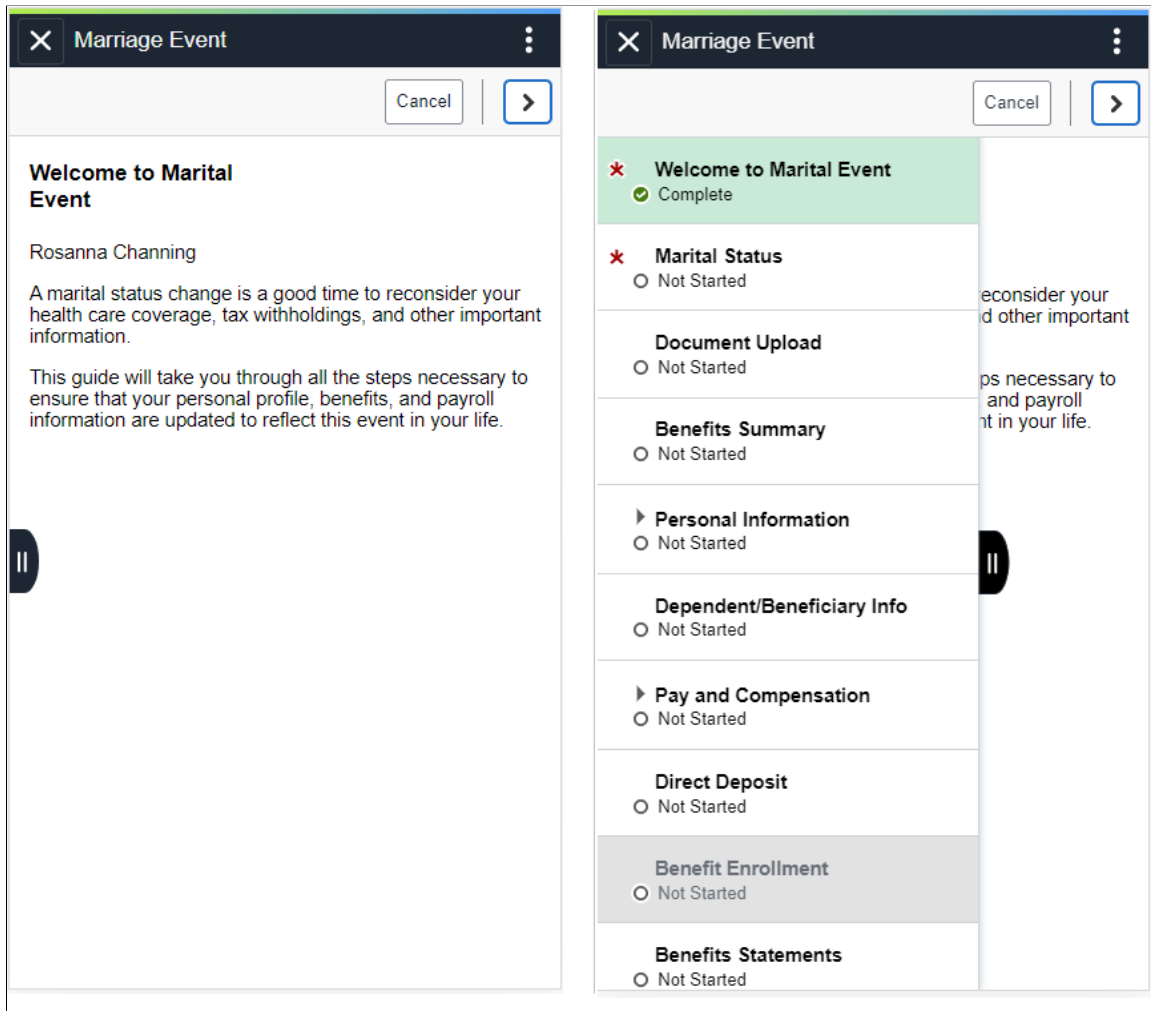 Marriage Event
Cancel
Welcome to Marital
Event
Rosanna Channing
A marital status change is a good time to reconsider your
health care coverage, tax withholdings, and other important
information.
This guide will take you through all the steps necessary to
ensure that your personal profile, benefits, and payroll
information are updated to reflect this event in your life.
Marriage Event
Cancel
Welcome to Marital Event
Complete
Marital Status
Not Started
Document Upload
Not Started
Benefits Summary
Not Started
Personal Information
Not Started
Dependent/Beneficiary Info
Not Started
Pay and Compensation
Not Started
Direct Deposit
Not Started
Benefit Enrollment
Not Started
Benefits Statements
Not Started
reconsider your
d other important
ps necessary to
and payroll
nt in your life.